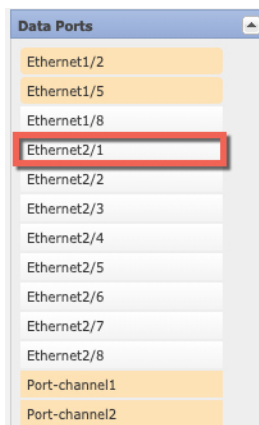 Data Ports
Ethernet1/2
Ethernet1/5
Ethernet1/8
Ethernet2/1
Ethernet2/2
Ethernet2/3
Ethernet2/4
Ethernet2/5
Ethernet2/6
Ethernet2/7
Ethernet2/8
Port-channel1
Port-channel2